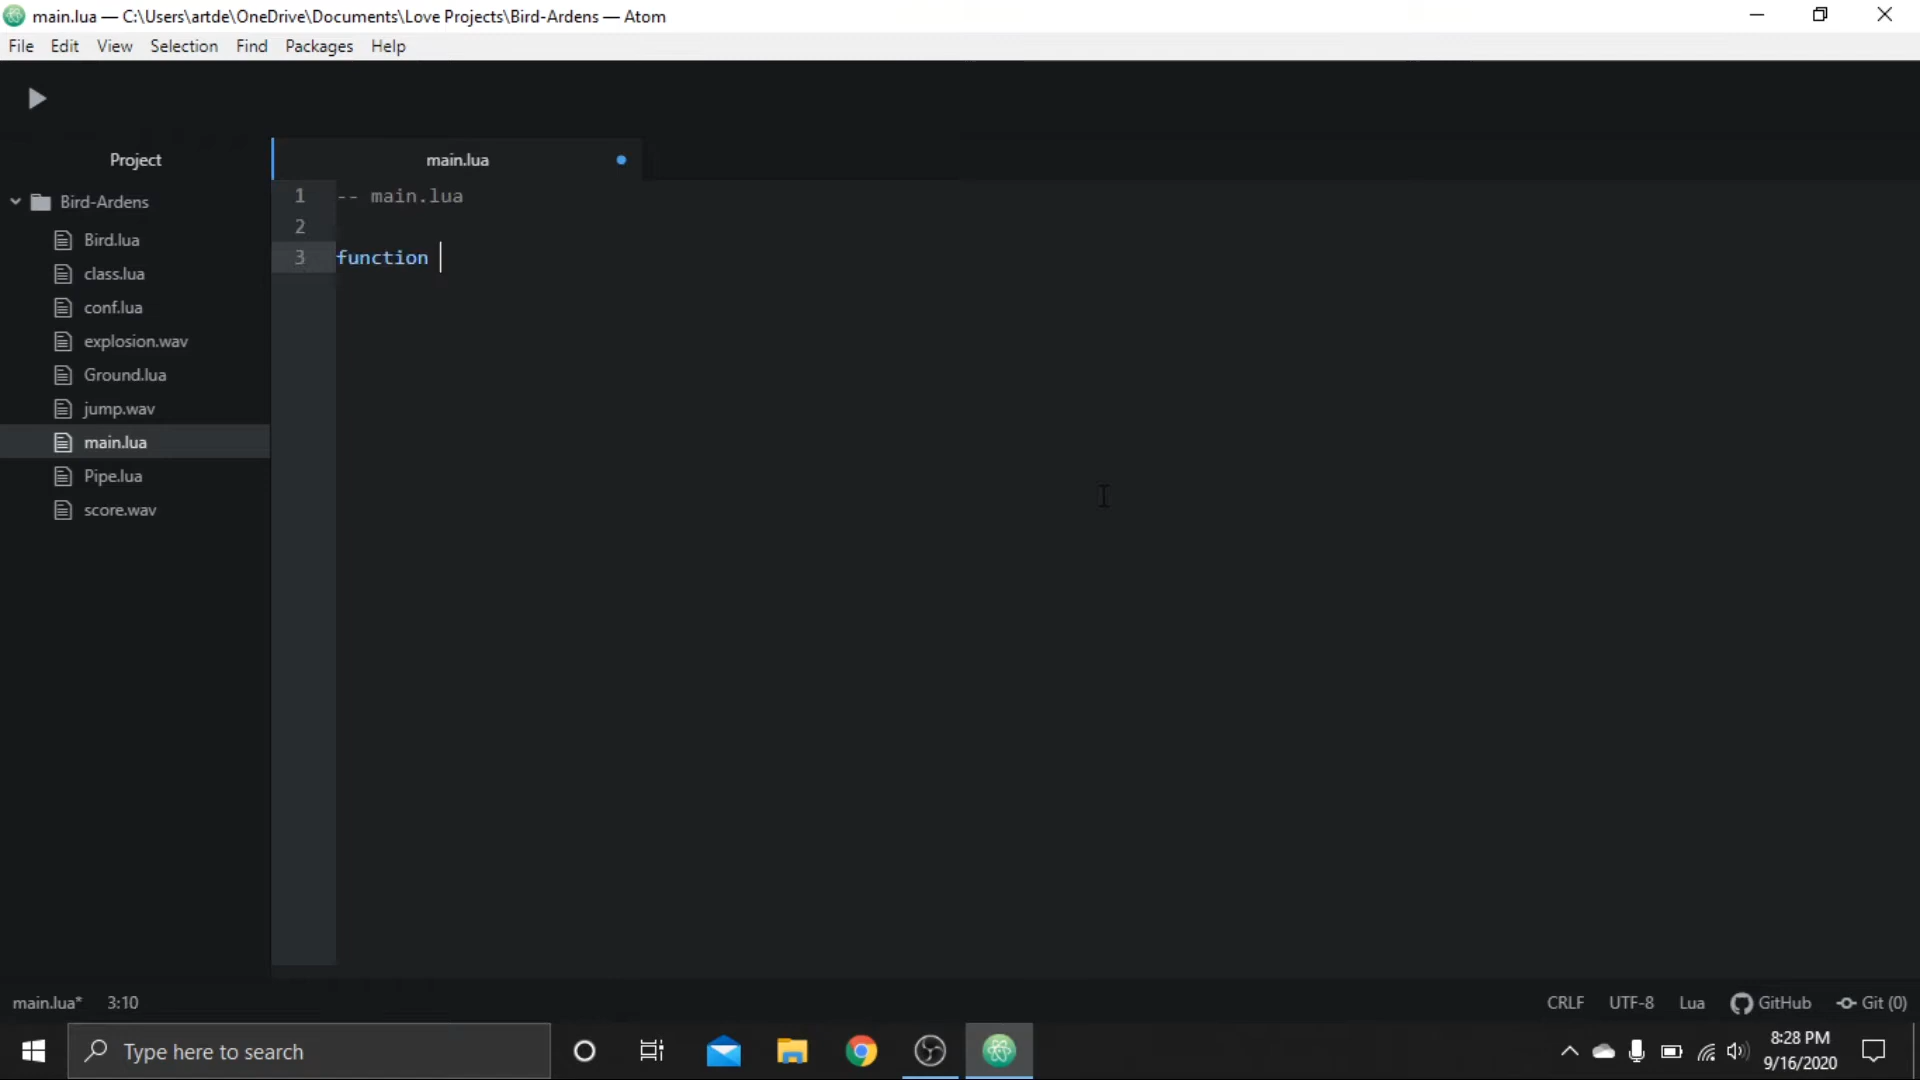 main.lua — C:\Users\artde\OneDrive\Documents\Love Projects\Bird-Ardens — Atom
File Edit View Selection Find Packages Help
Project
main.lua
Bird-Ardens
Bird.lua
class.lua
conf.lua
explosion.wav
Ground.lua
jump.wav
main.lua
Pipe.lua
score.wav
1 -- main.lua
2
3 function
main.lua* 3:10 CRLF UTF-8 Lua GitHub Git (0)
Type here to search
8:28 PM
9/16/2020